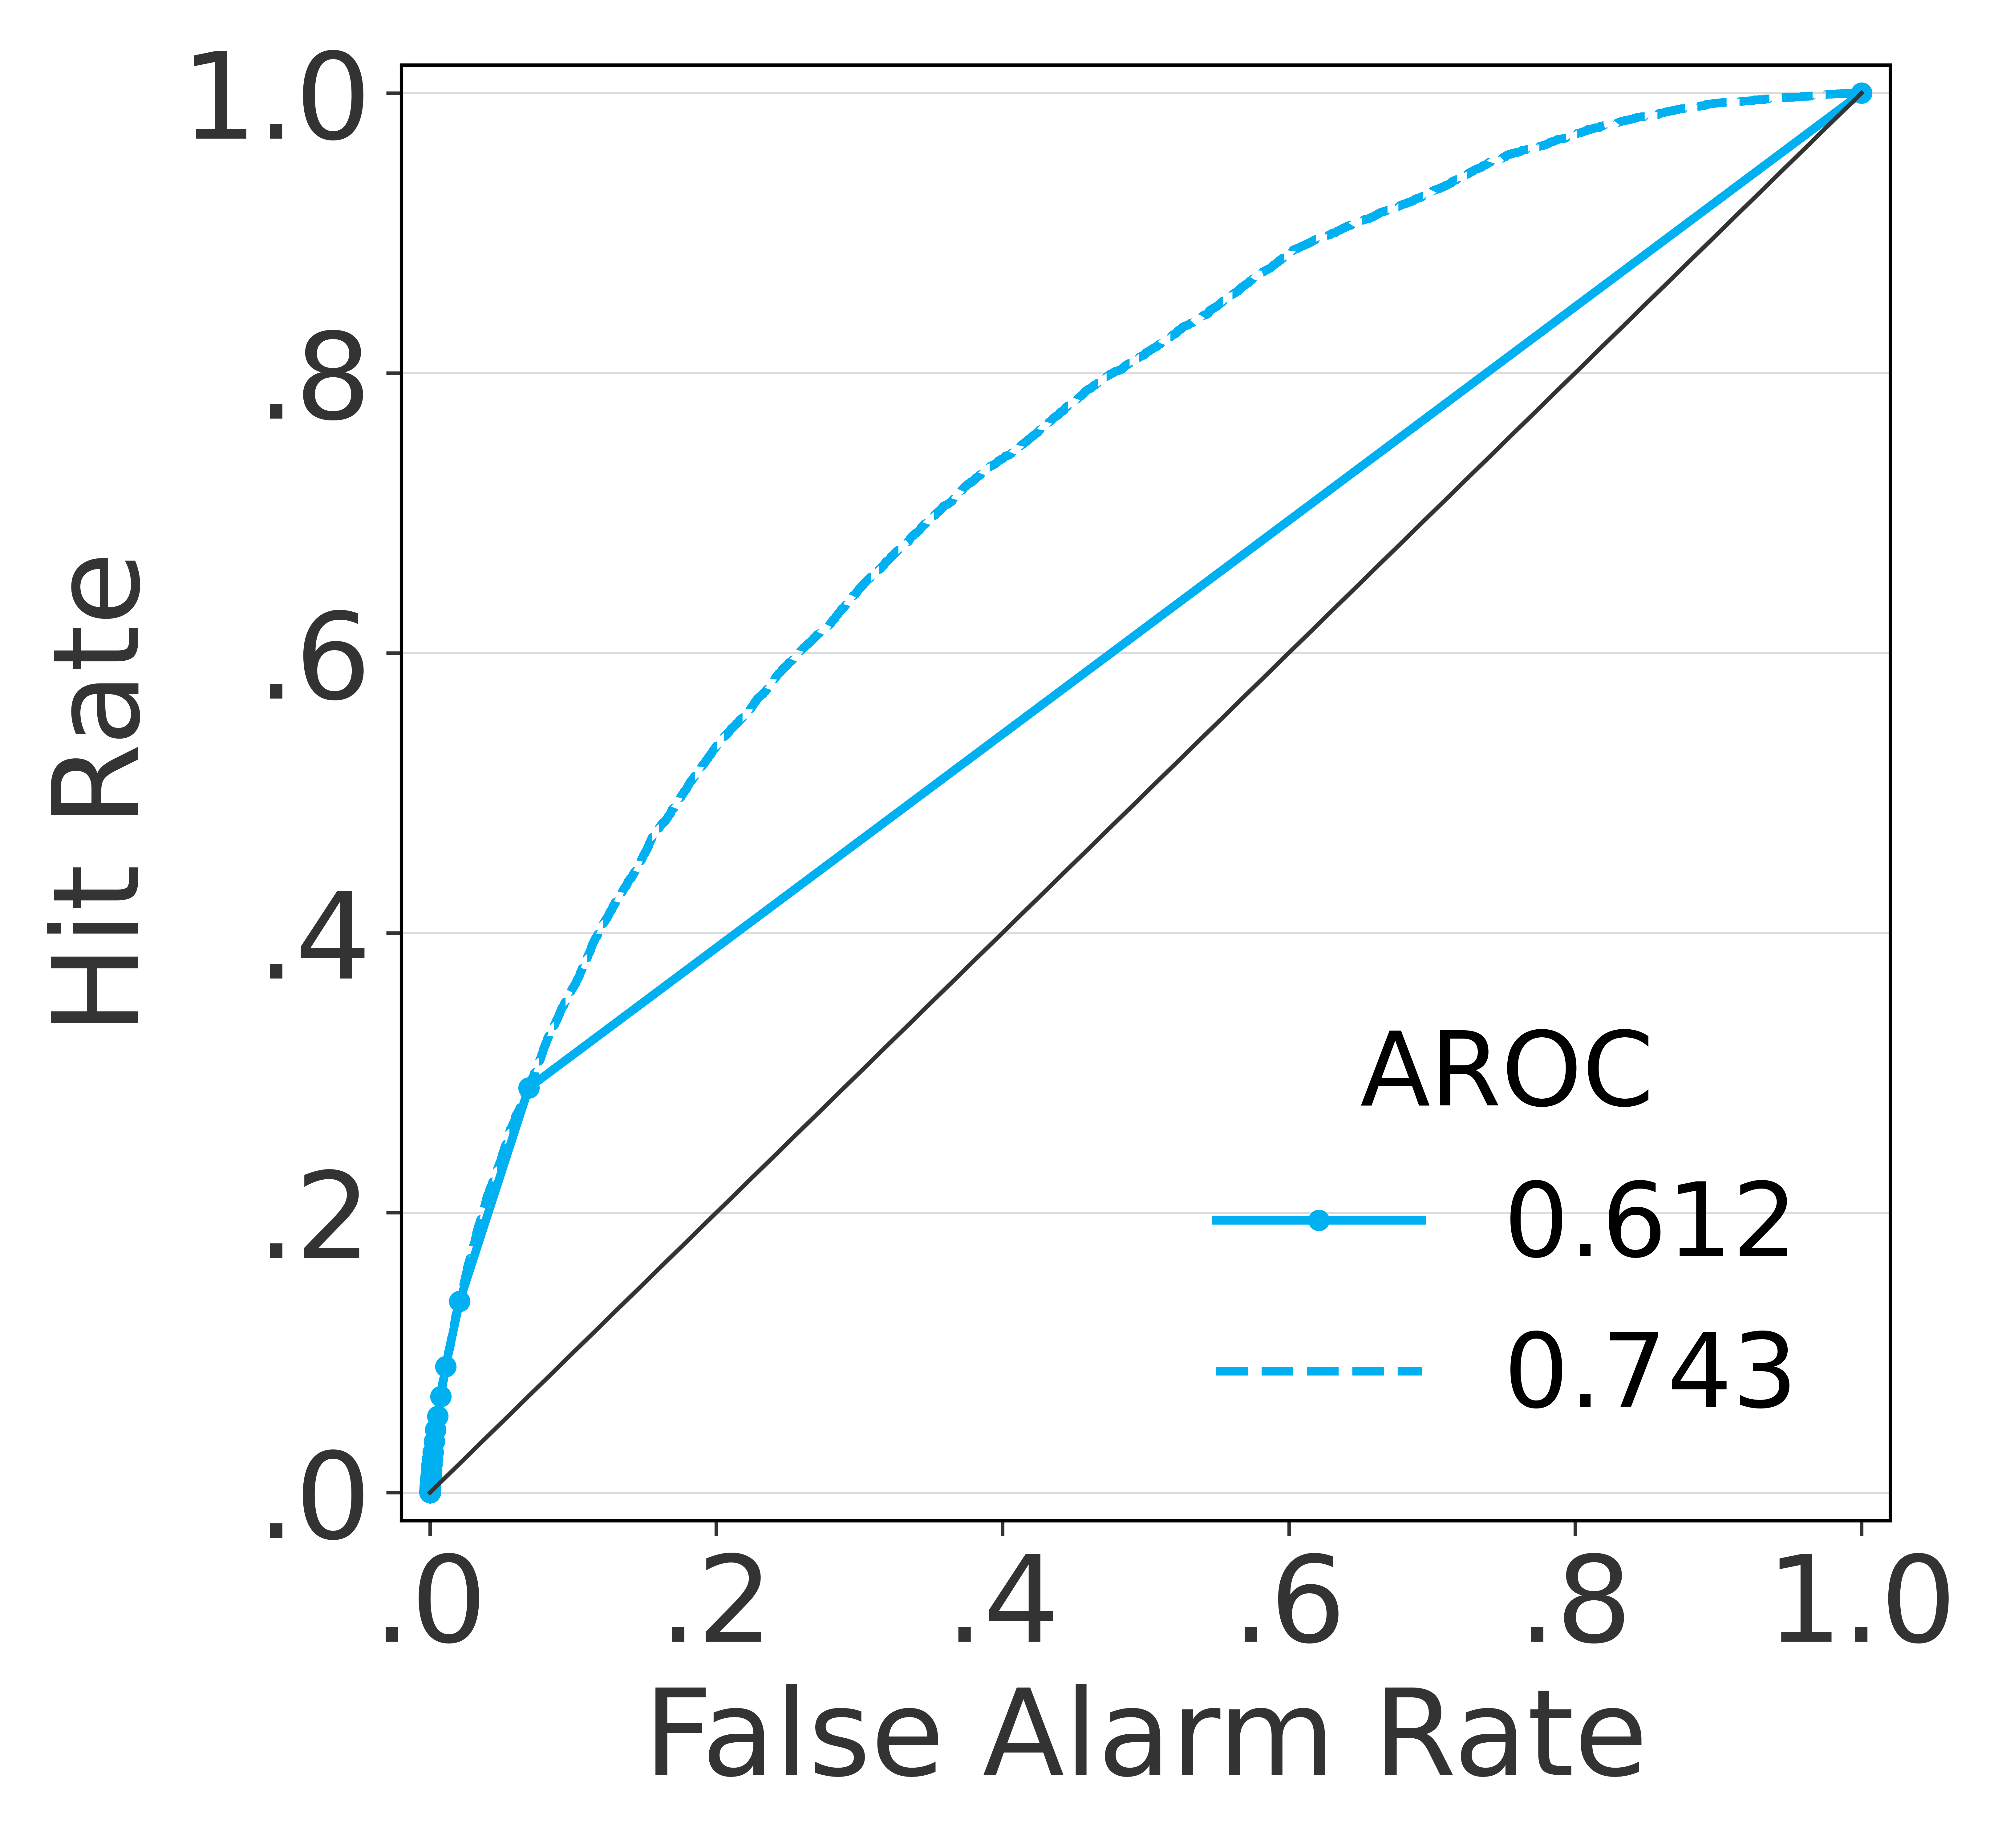 1.0
.8
.6
.4
.2
.0
Hit Rate
AROC
0.612
0.743
.0 .2 .4 .6 .8 1.0
False Alarm Rate